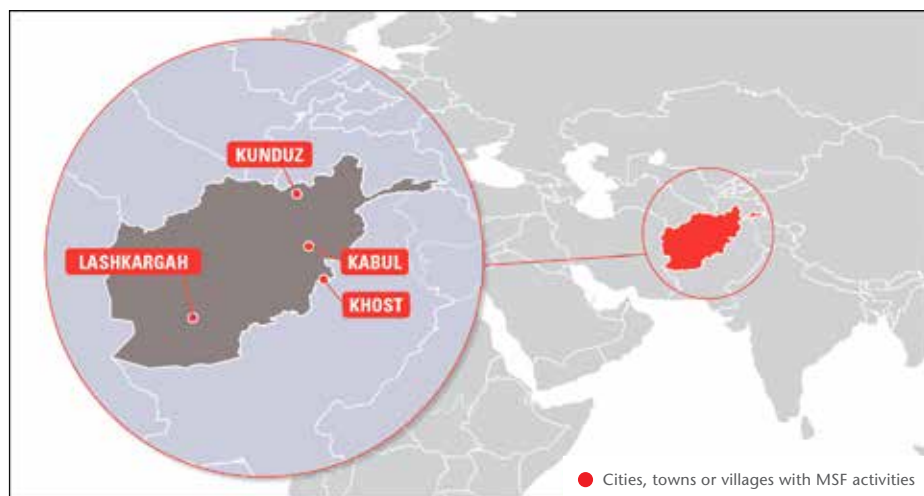 KUNDUZ
LASHKARGAH
KABUL
KHOST
Cities, towns or villages with MSF activities